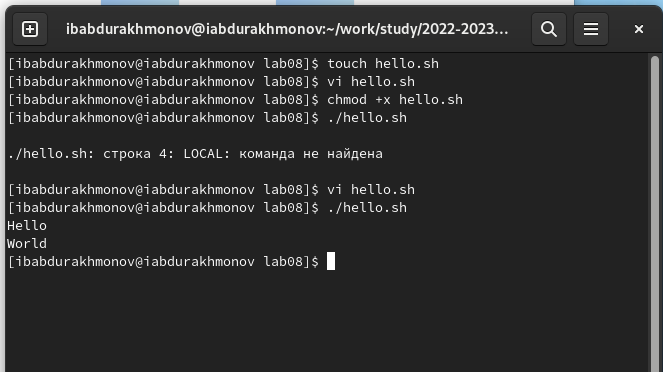 ibabdurakhmonov@iabdurakhmonov:~/work/study/2022-2023...
[ibabdurakhmonov@iabdurakhmonov lab08]$ touch hello.sh
[ibabdurakhmonov@iabdurakhmonov lab08]$ vi hello.sh
[ibabdurakhmonov@iabdurakhmonov lab08]$ chmod +x hello.sh
[ibabdurakhmonov@iabdurakhmonov lab08]$ ./hello.sh
./hello.sh: строка 4: LOCAL: команда не найдена
[ibabdurakhmonov@iabdurakhmonov lab08]$ vi hello.sh
[ibabdurakhmonov@iabdurakhmonov lab08]$ ./hello.sh
Hello
World
[ibabdurakhmonov@iabdurakhmonov lab08]$